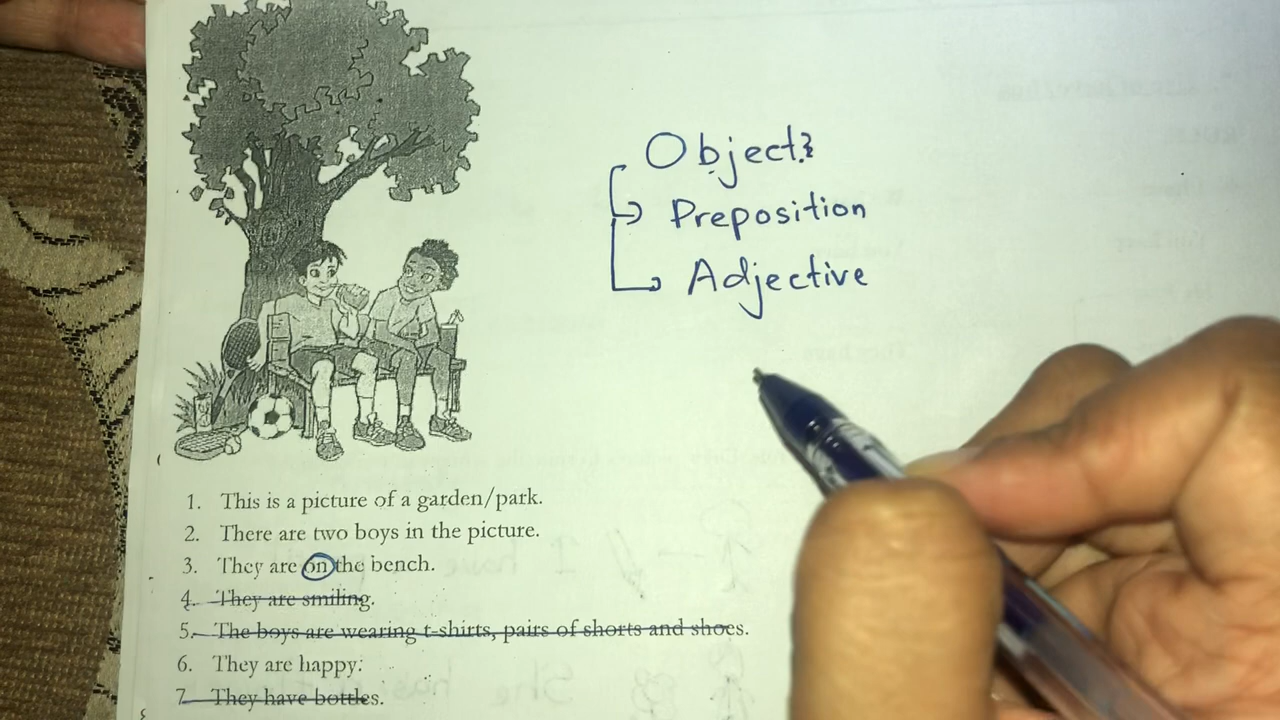 Object?
Preposition
Adjective
1. This is a picture of a garden/park.
2. There are two boys in the picture.
3. They are on the bench.
4. They are smiling.
5. The boys are wearing t-shirts, pairs of shorts and shoes.
6. They are happy.
7. They have bottles.